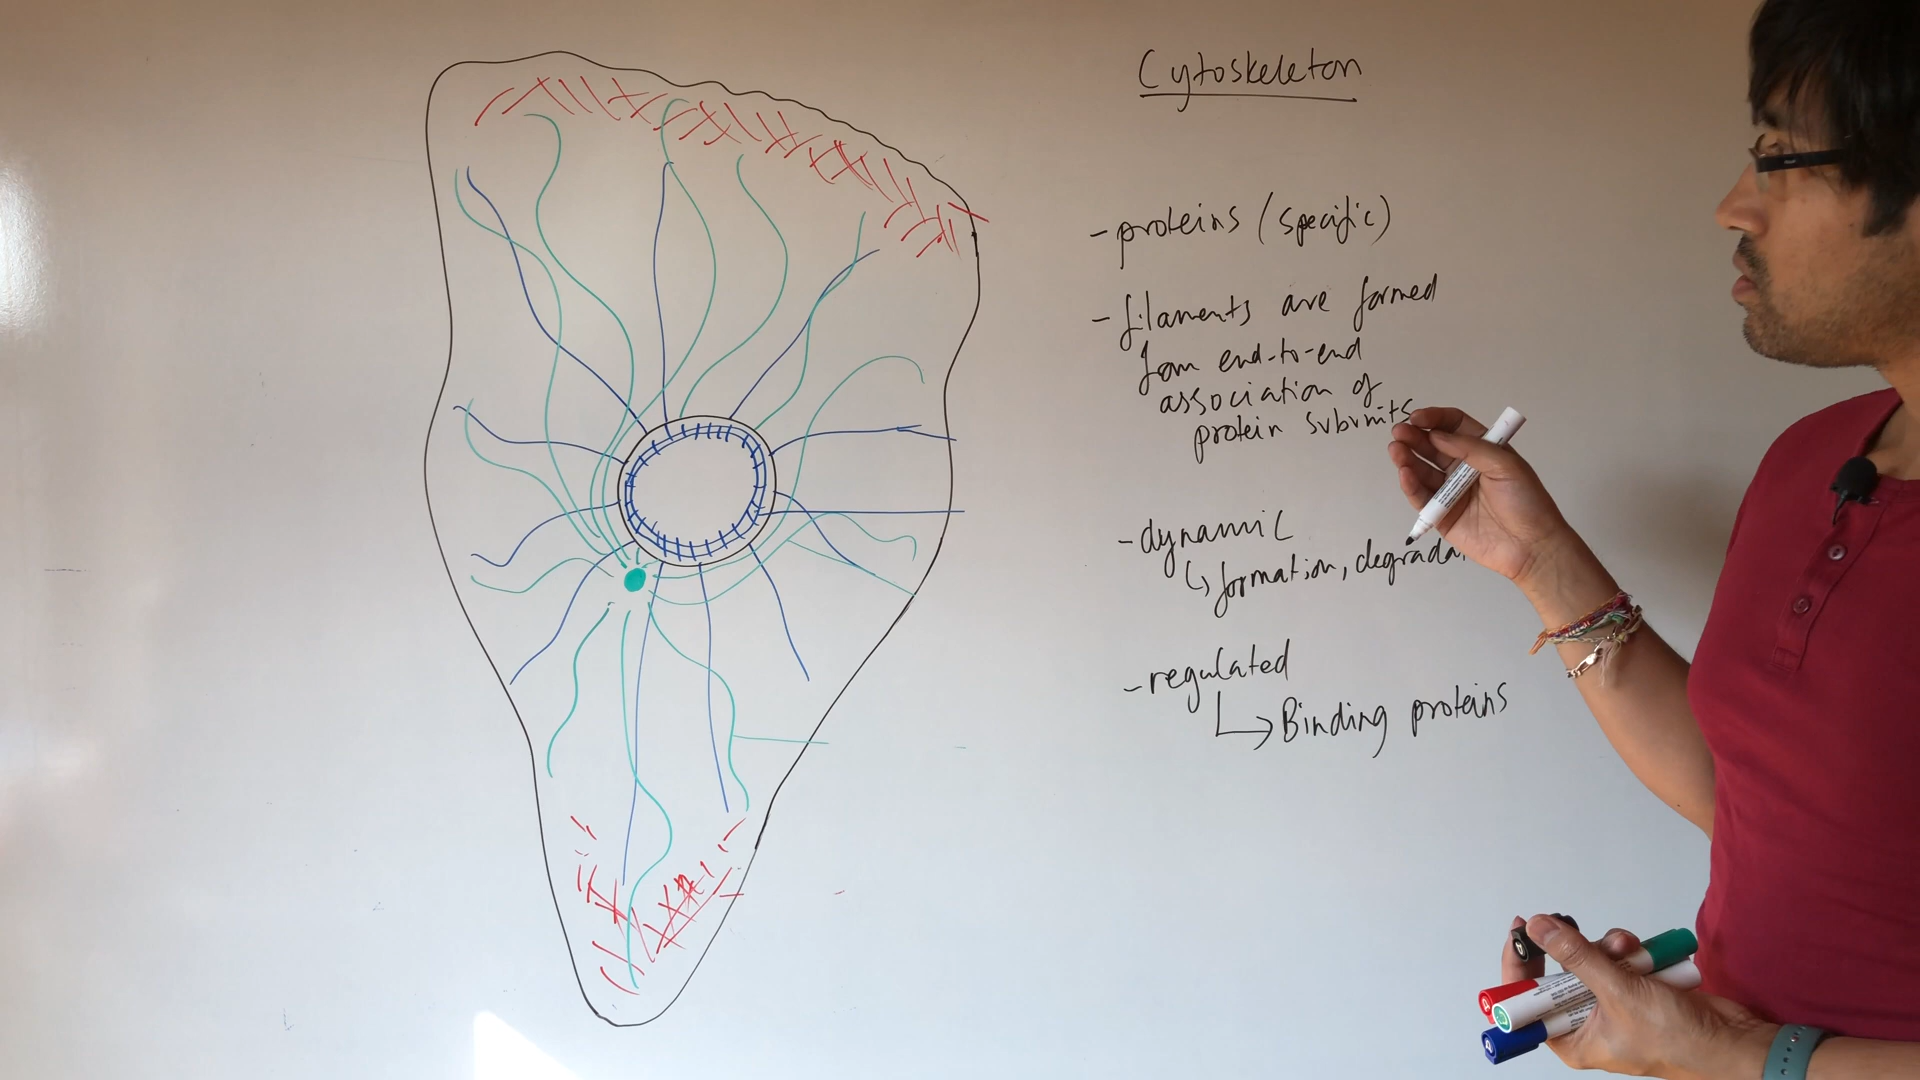 Cytoskeleton
- proteins (specific)
- filaments are formed
from end-to-end
association of
protein subunits
- dynamic
↳ formation,
- regulated
↳ Binding proteins